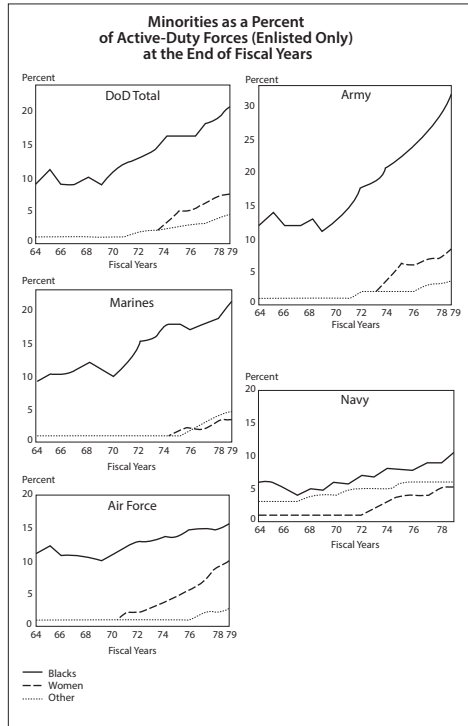 Minorities as a Percent
of Active-Duty Forces (Enlisted Only)
at the End of Fiscal Years
Percent
DoD Total
20
15
10
5
0
64 66 68 70 72 74 76 78 79
Fiscal Years
Percent
Army
30
25
20
15
10
5
0
64 66 68 70 72 74 76 78 79
Fiscal Years
Percent
Marines
20
15
10
5
0
64 66 68 70 72 74 76 78 79
Fiscal Years
Percent
Navy
20
15
10
5
0
64 66 68 70 72 74 76 78
Fiscal Years
Percent
Air Force
20
15
10
5
0
64 66 68 70 72 74 76 78 79
Fiscal Years
Blacks
Women
Other